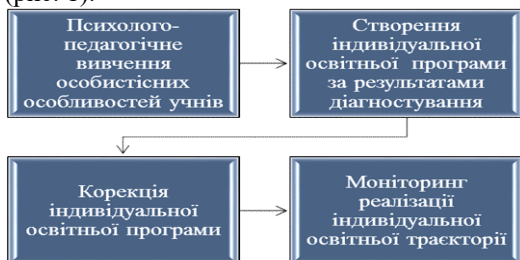 (рис. 1).
Психолого-
педагогічне
вивчення
особистісних
особливостей учнів
Створення
індивідуальної
освітньої програми
за результатами
діагностування
Корекція
індивідуальної
освітньої програми
Моніторинг
реалізації
індивідуальної
освітньої траєкторії